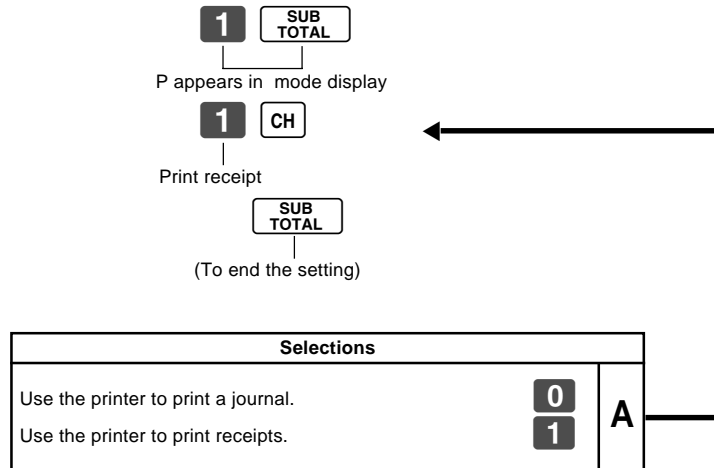 1 SUB TOTAL
P appears in mode display
1 CH
Print receipt
SUB TOTAL
(To end the setting)
Selections
Use the printer to print a journal. 0
Use the printer to print receipts. 1
A